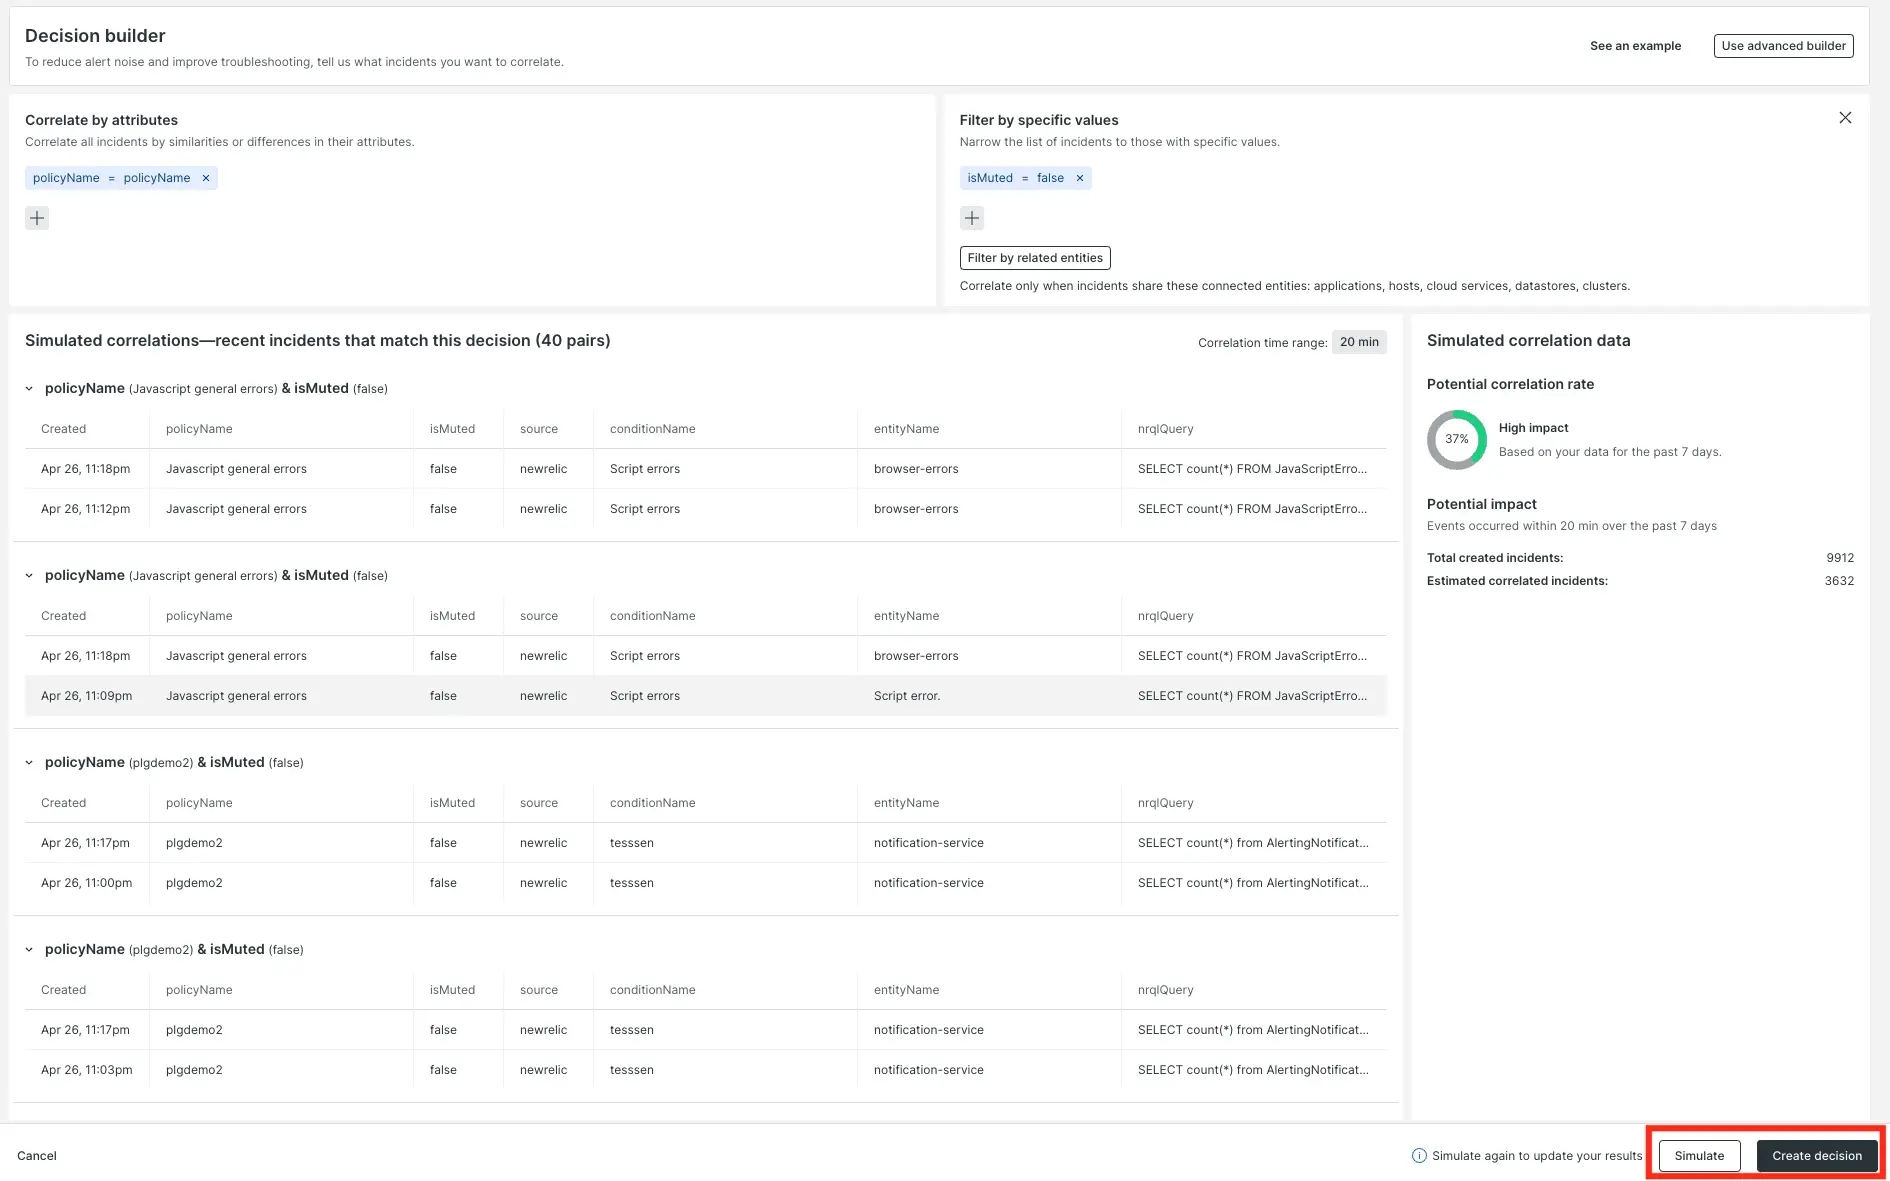 Decision builder
To reduce alert noise and improve troubleshooting, tell us what incidents you want to correlate.
See an example
Use advanced builder
Correlate by attributes
Correlate all incidents by similarities or differences in their attributes.
policyName = policyName ×
+
Filter by specific values
Narrow the list of incidents to those with specific values.
isMuted = false ×
+
Filter by related entities
Correlate only when incidents share these connected entities: applications, hosts, cloud services, datastores, clusters.
Simulated correlations—recent incidents that match this decision (40 pairs)
Correlation time range: 20 min
policyName (Javascript general errors) & isMuted (false)
Created policyName isMuted source conditionName entityName nrqlQuery
Apr 26, 11:18pm Javascript general errors false newrelic Script errors browser-errors SELECT count(*) FROM JavaScriptErro...
Apr 26, 11:12pm Javascript general errors false newrelic Script errors browser-errors SELECT count(*) FROM JavaScriptErro...
policyName (Javascript general errors) & isMuted (false)
Created policyName isMuted source conditionName entityName nrqlQuery
Apr 26, 11:18pm Javascript general errors false newrelic Script errors browser-errors SELECT count(*) FROM JavaScriptErro...
Apr 26, 11:09pm Javascript general errors false newrelic Script errors Script error. SELECT count(*) FROM JavaScriptErro...
policyName (plgdemo2) & isMuted (false)
Created policyName isMuted source conditionName entityName nrqlQuery
Apr 26, 11:17pm plgdemo2 false newrelic tesssen notification-service SELECT count(*) from AlertingNotificat...
Apr 26, 11:00pm plgdemo2 false newrelic tesssen notification-service SELECT count(*) from AlertingNotificat...
policyName (plgdemo2) & isMuted (false)
Created policyName isMuted source conditionName entityName nrqlQuery
Apr 26, 11:17pm plgdemo2 false newrelic tesssen notification-service SELECT count(*) from AlertingNotificat...
Apr 26, 11:03pm plgdemo2 false newrelic tesssen notification-service SELECT count(*) from AlertingNotificat...
Simulated correlation data
Potential correlation rate
37%
High impact
Based on your data for the past 7 days.
Potential impact
Events occurred within 20 min over the past 7 days
Total created incidents: 9912
Estimated correlated incidents: 3632
Cancel
Simulate again to update your results
Simulate
Create decision